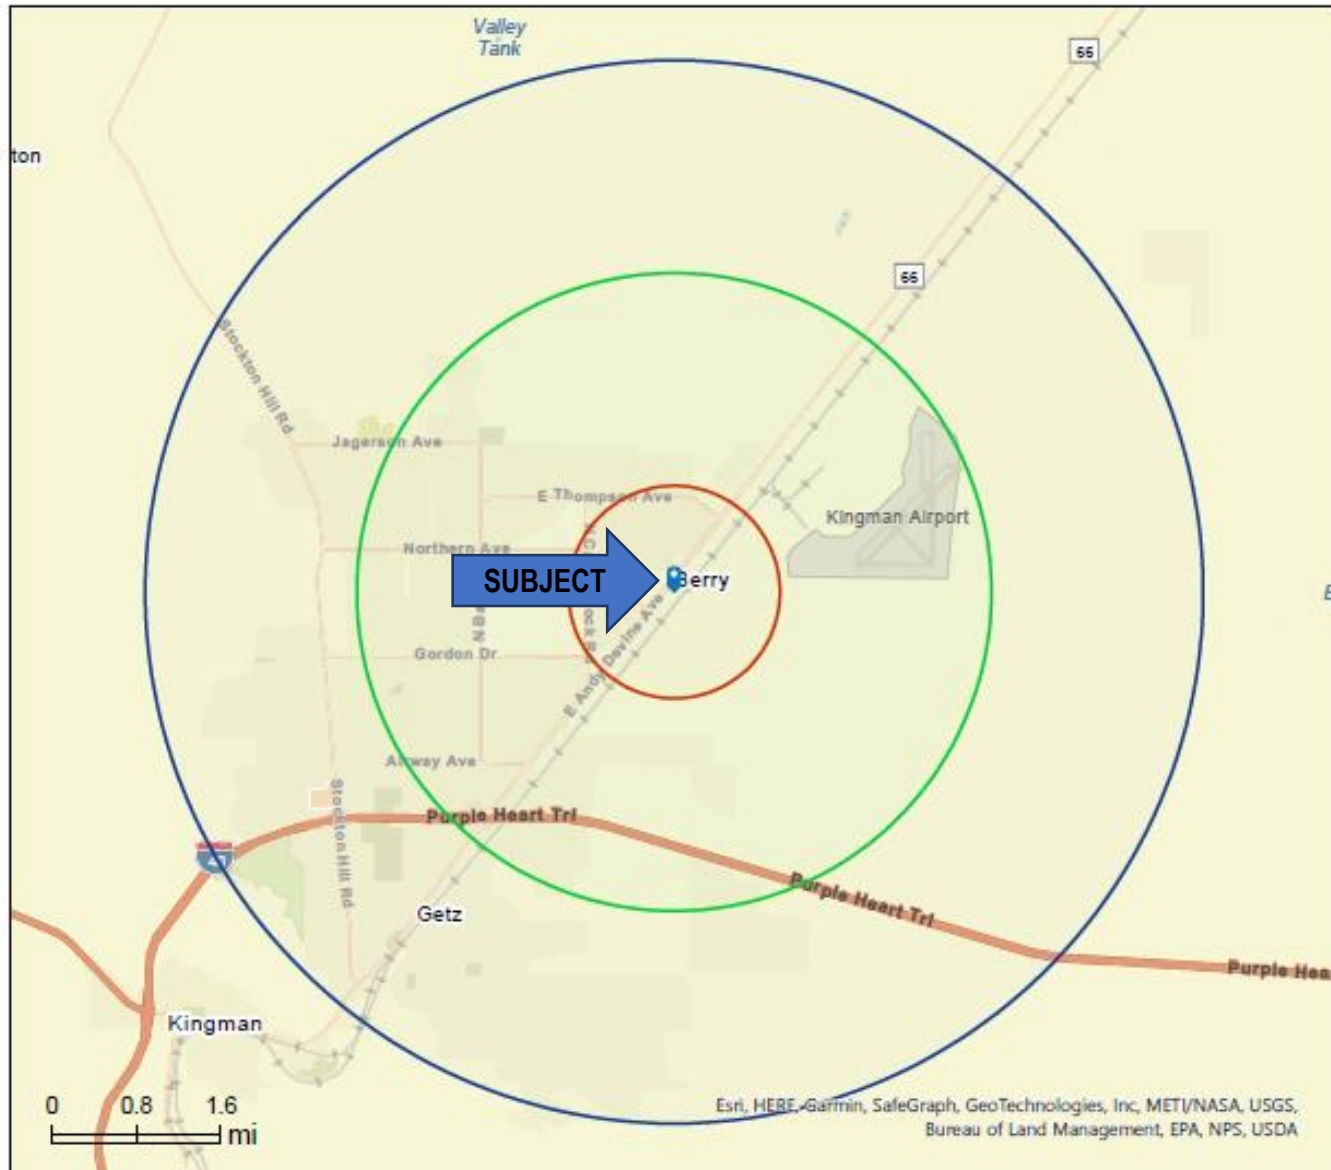 Valley
Tank
66
ton
66
Stockton Hill Rd
Jagerson Ave
E Thompson Ave
Kingman Airport
Northern Ave
SUBJECT
Berry
Gordon Dr
E Andy Devine Ave
Airway Ave
Stockton Hill Rd
Purple Heart Trl
Purple Heart Trl
Getz
Purple Hea
Kingman
0 0.8 1.6
mi
Esri, HERE, Garmin, SafeGraph, GeoTechnologies, Inc, METI/NASA, USGS,
Bureau of Land Management, EPA, NPS, USDA